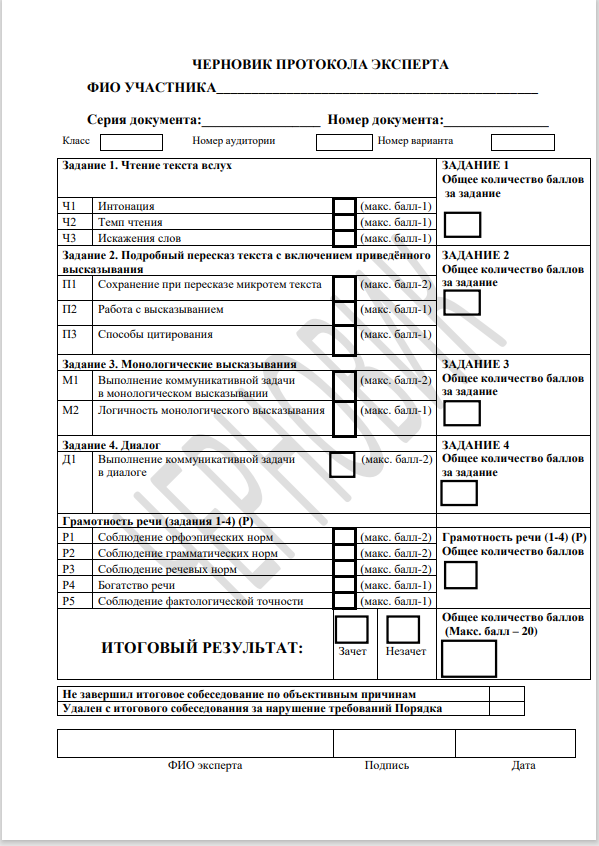 ЧЕРНОВИК ПРОТОКОЛА ЭКСПЕРТА
ФИО УЧАСТНИКА______________________________________________
Серия документа:_________________ Номер документа:_______________
Класс Номер аудитории Номер варианта
Задание 1. Чтение текста вслух
ЗАДАНИЕ 1
Общее количество баллов
за задание
Ч1 Интонация (макс. балл-1)
Ч2 Темп чтения (макс. балл-1)
Ч3 Искажения слов (макс. балл-1)
Задание 2. Подробный пересказ текста с включением приведённого
высказывания
ЗАДАНИЕ 2
Общее количество баллов
за задание
П1 Сохранение при пересказе микротем текста (макс. балл-2)
П2 Работа с высказыванием (макс. балл-1)
П3 Способы цитирования (макс. балл-1)
Задание 3. Монологические высказывания
ЗАДАНИЕ 3
Общее количество баллов
за задание
М1 Выполнение коммуникативной задачи (макс. балл-2)
в монологическом высказывании
М2 Логичность монологического высказывания (макс. балл-1)
Задание 4. Диалог
ЗАДАНИЕ 4
Общее количество баллов
за задание
Д1 Выполнение коммуникативной задачи (макс. балл-2)
в диалоге
Грамотность речи (задания 1-4) (Р)
Р1 Соблюдение орфоэпических норм (макс. балл-2)
Р2 Соблюдение грамматических норм (макс. балл-2)
Р3 Соблюдение речевых норм (макс. балл-2)
Р4 Богатство речи (макс. балл-1)
Р5 Соблюдение фактологической точности (макс. балл-1)
Грамотность речи (1-4) (Р)
Общее количество баллов
ИТОГОВЫЙ РЕЗУЛЬТАТ:
Зачет Незачет
Общее количество баллов
(Макс. балл – 20)
Не завершил итоговое собеседование по объективным причинам
Удален с итогового собеседования за нарушение требований Порядка
ФИО эксперта Подпись Дата
ЧЕРНОВИК